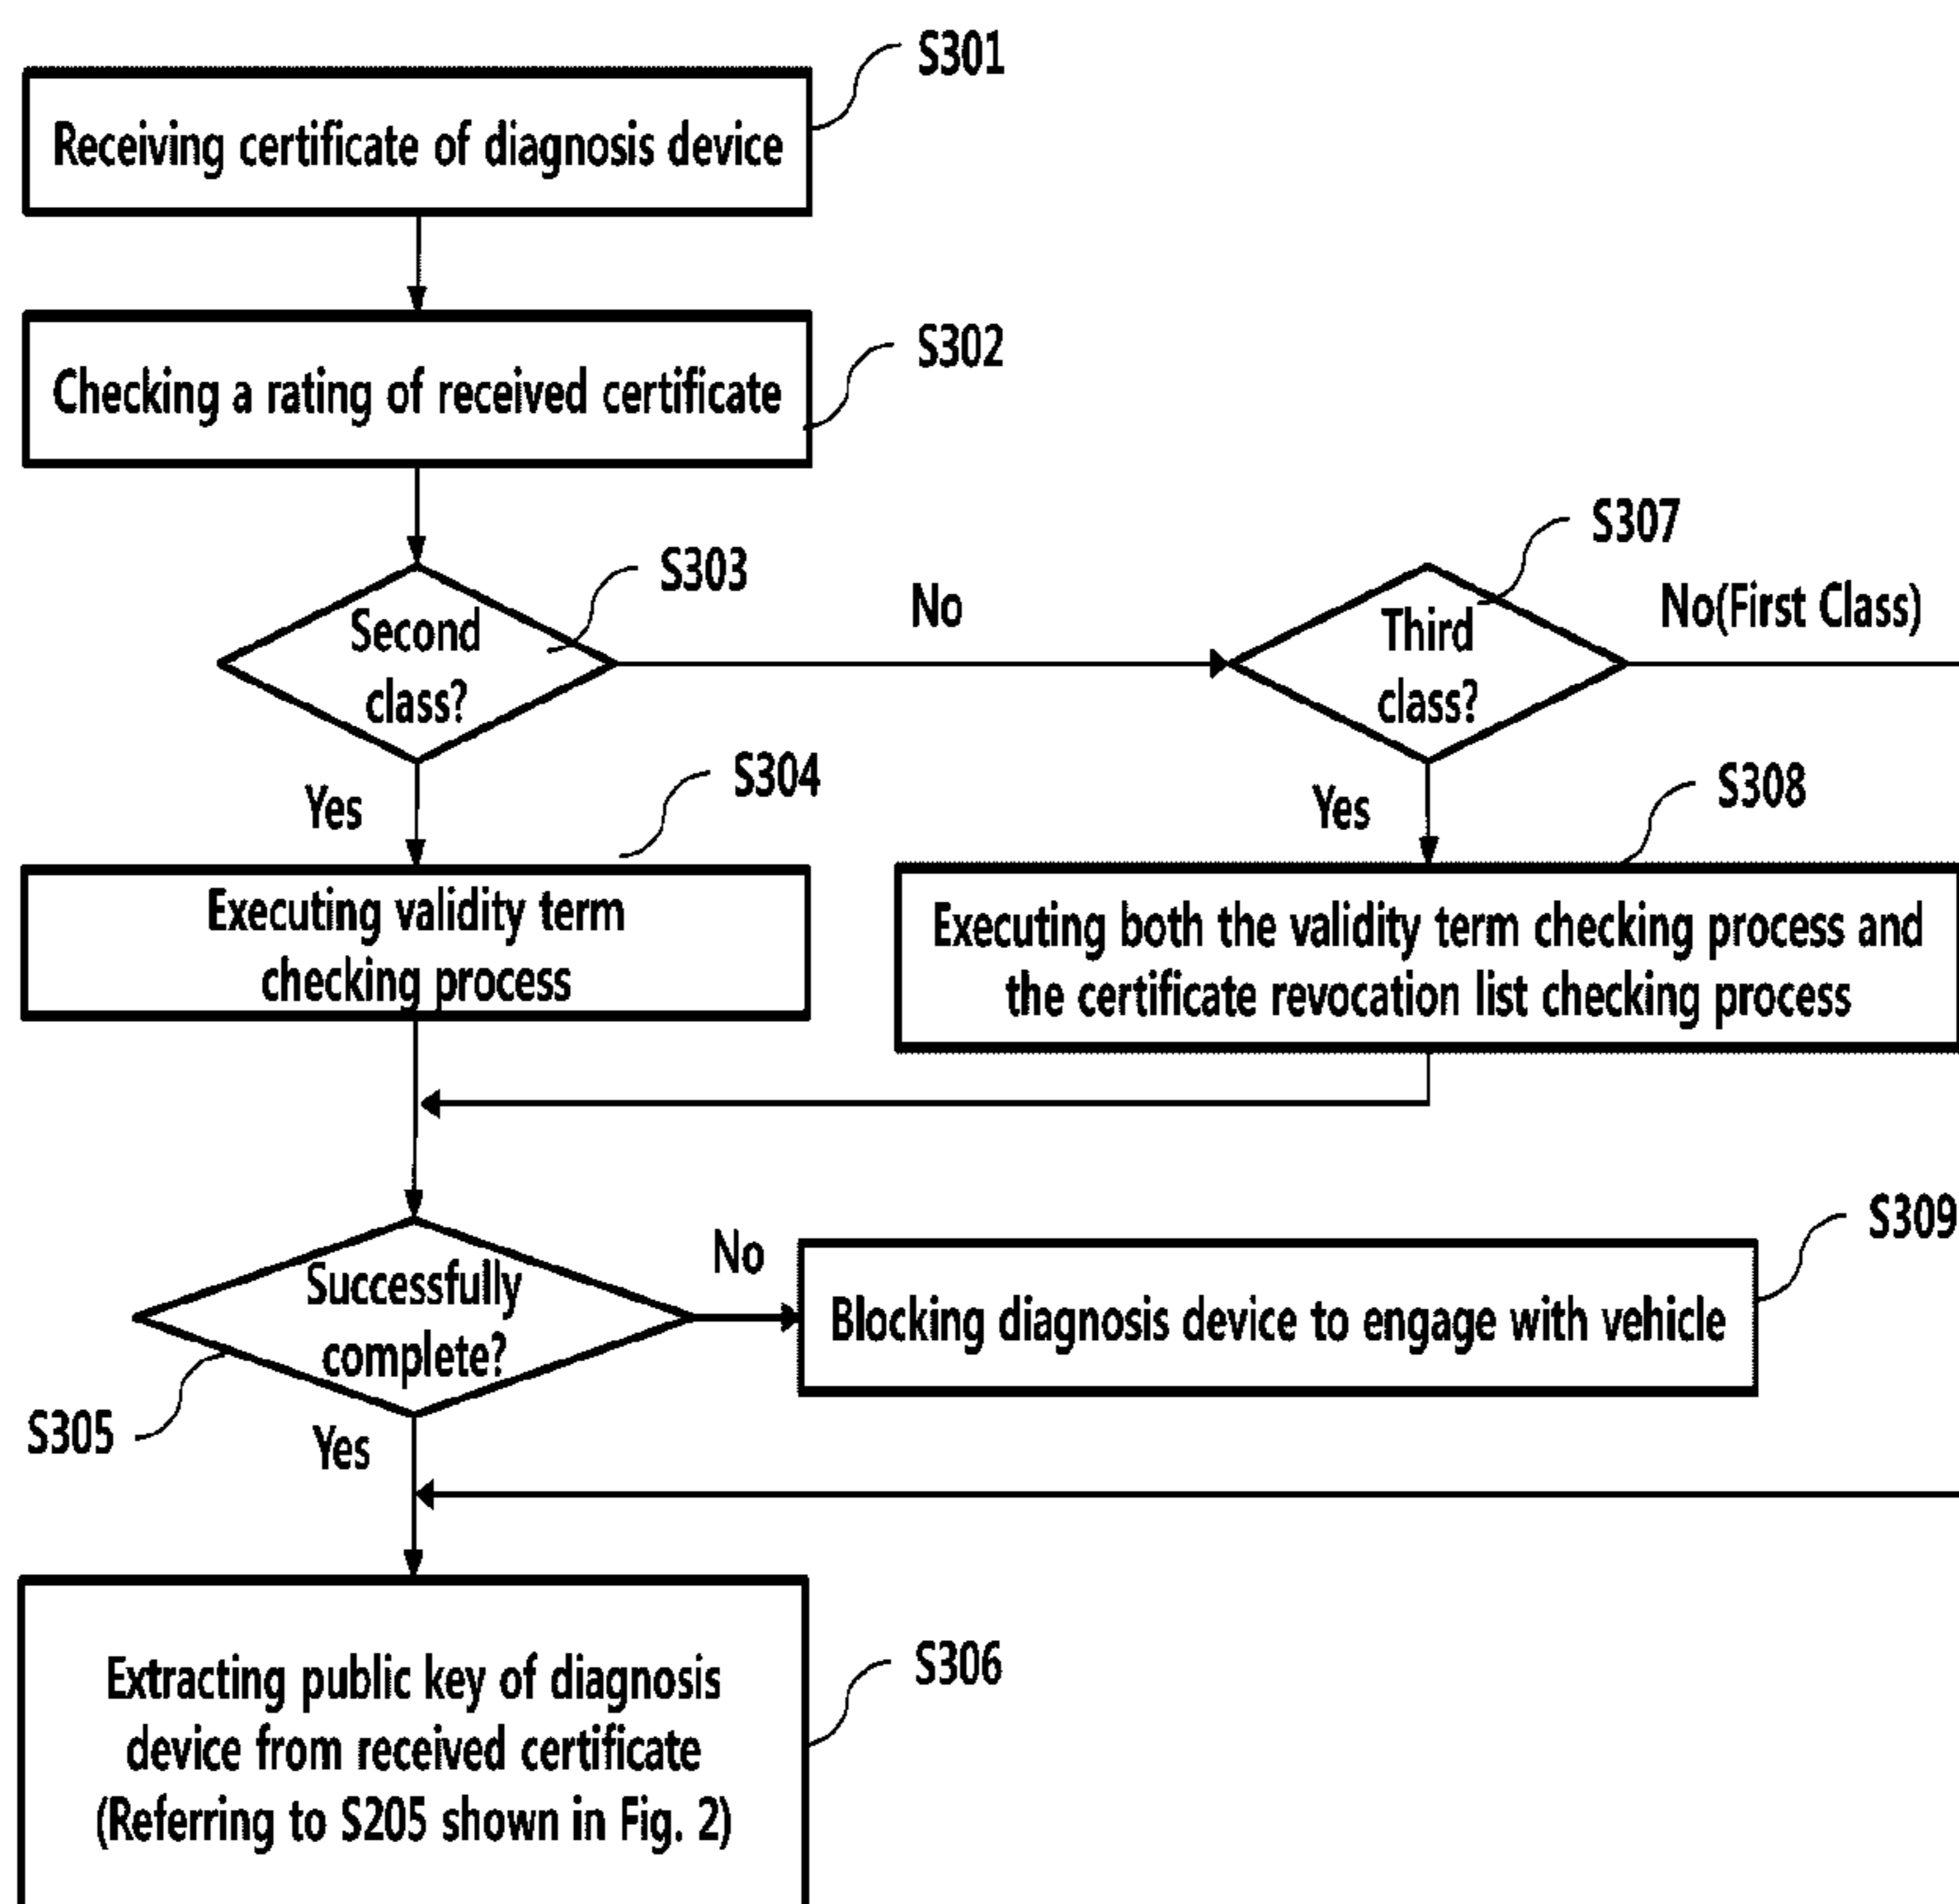 S301
Receiving certificate of diagnosis device
S302
Checking a rating of received certificate
S303
Second
class?
No
S307
Third
class?
No(First Class)
Yes
S304
Executing validity term
checking process
Yes
S308
Executing both the validity term checking process and
the certificate revocation list checking process
Successfully
complete?
S305
No
S309
Blocking diagnosis device to engage with vehicle
Yes
S306
Extracting public key of diagnosis
device from received certificate
(Referring to S205 shown in Fig. 2)